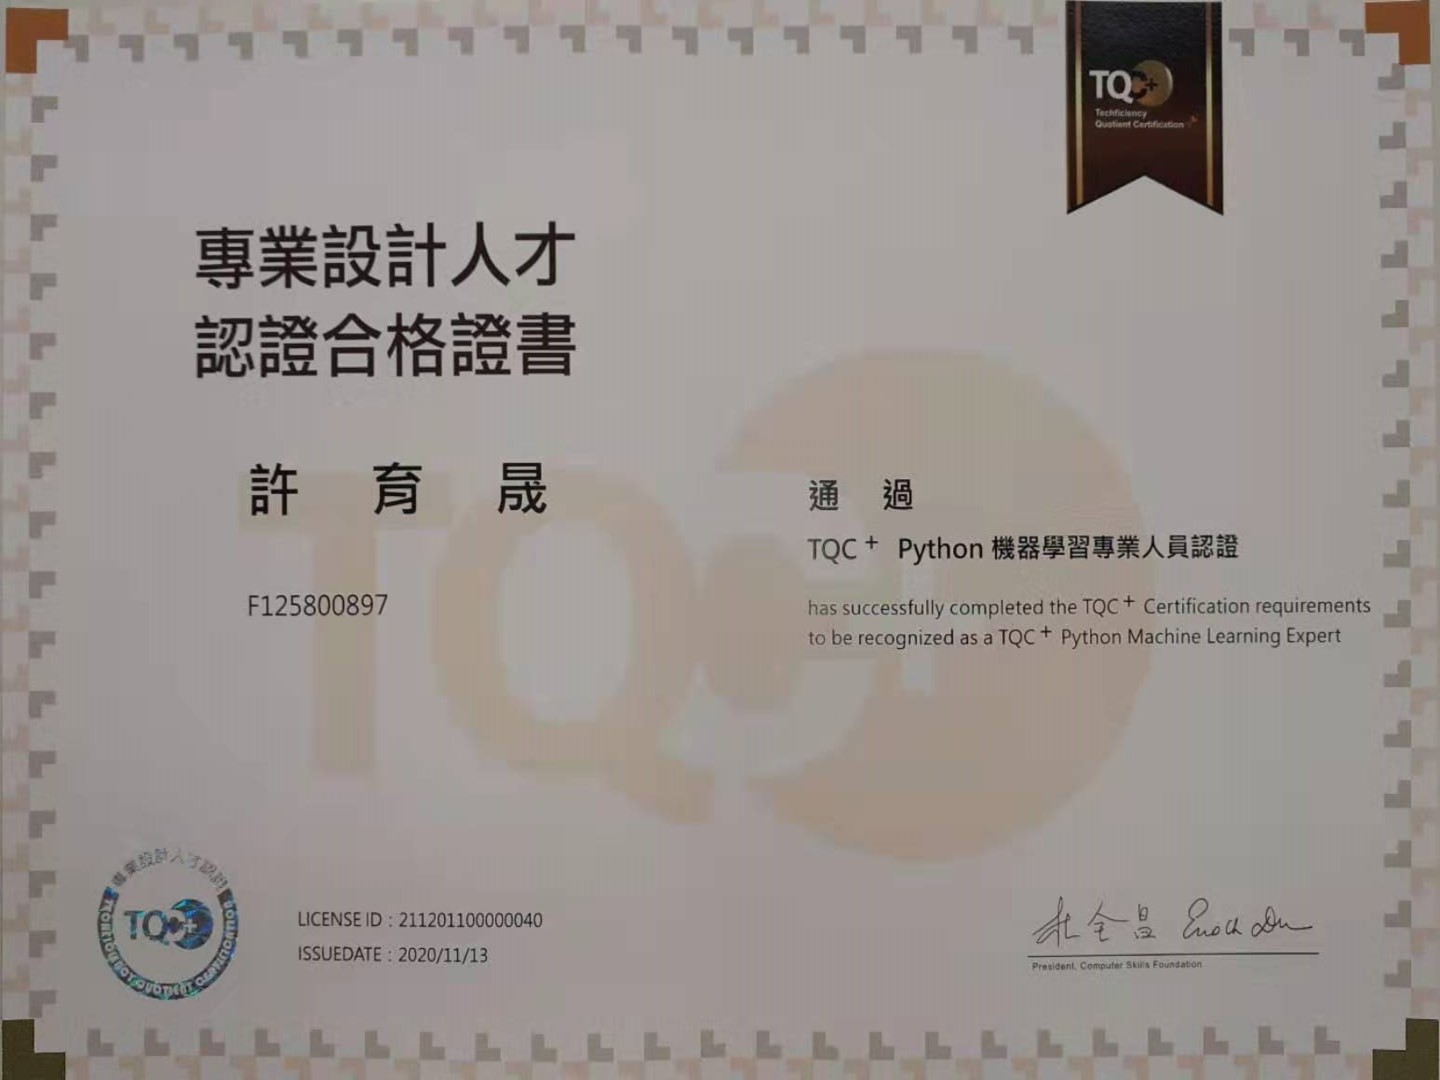 TQC+
Techficiency
Quotient Certification
專業設計人才
認證合格證書
許育晟
F125800897
通過
TQC+ Python 機器學習專業人員認證
has successfully completed the TQC+ Certification requirements
to be recognized as a TQC+ Python Machine Learning Expert
專業設計人才認證
TQC+
LICENSE ID : 211201100000040
ISSUEDATE : 2020/11/13
杜全昌 Enoch Du
President, Computer Skills Foundation